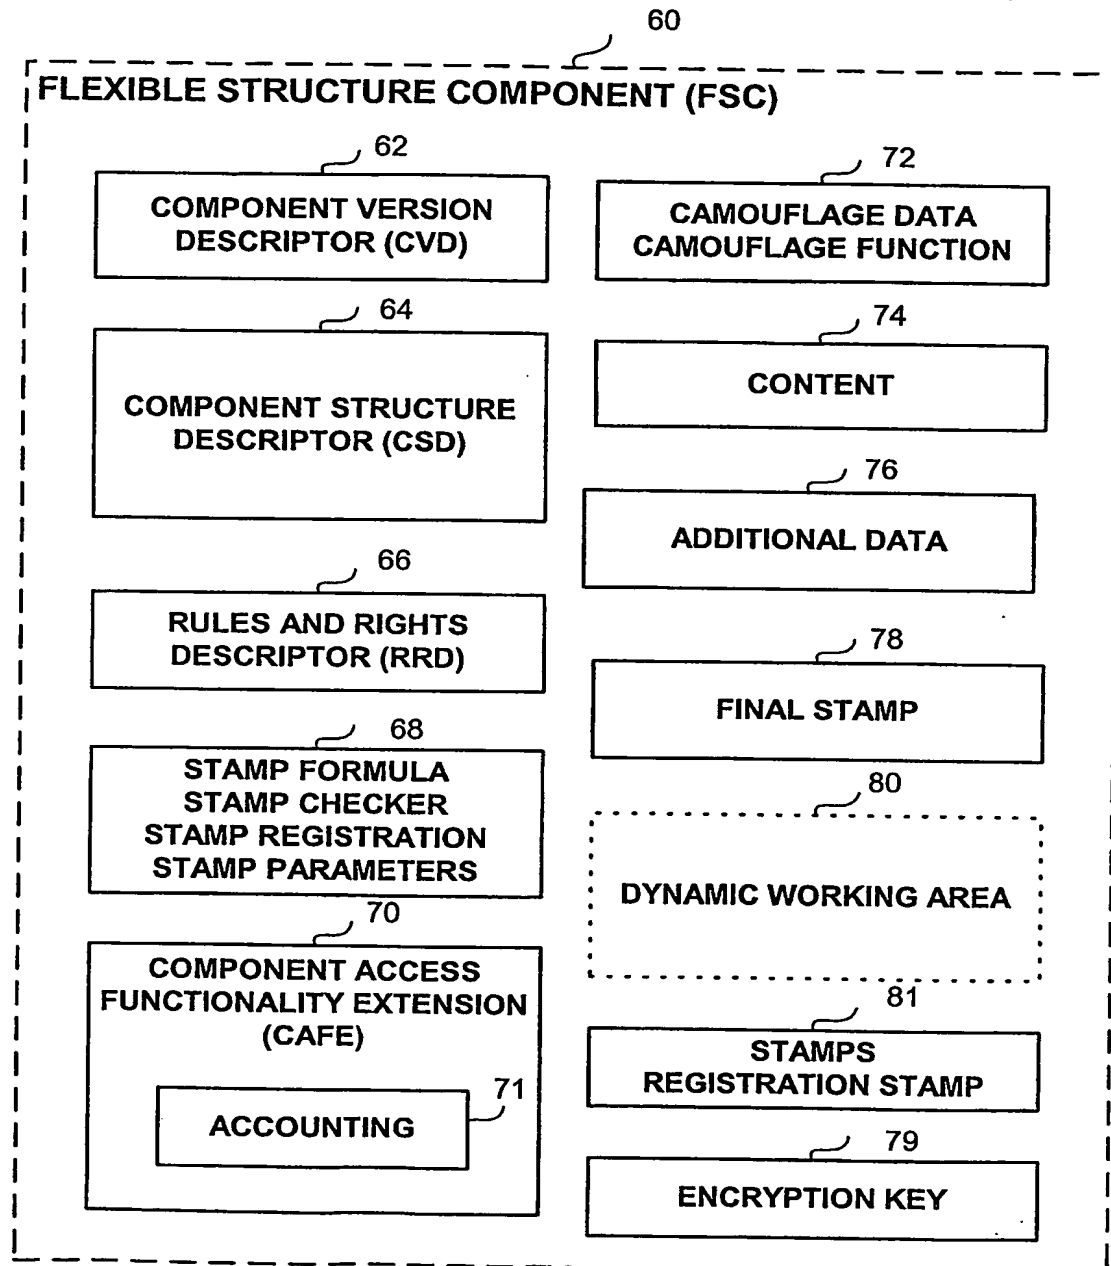 60
FLEXIBLE STRUCTURE COMPONENT (FSC)
62
COMPONENT VERSION
DESCRIPTOR (CVD)
64
COMPONENT STRUCTURE
DESCRIPTOR (CSD)
66
RULES AND RIGHTS
DESCRIPTOR (RRD)
68
STAMP FORMULA
STAMP CHECKER
STAMP REGISTRATION
STAMP PARAMETERS
70
COMPONENT ACCESS
FUNCTIONALITY EXTENSION
(CAFE)
71
ACCOUNTING
72
CAMOUFLAGE DATA
CAMOUFLAGE FUNCTION
74
CONTENT
76
ADDITIONAL DATA
78
FINAL STAMP
80
DYNAMIC WORKING AREA
81
STAMPS
REGISTRATION STAMP
79
ENCRYPTION KEY